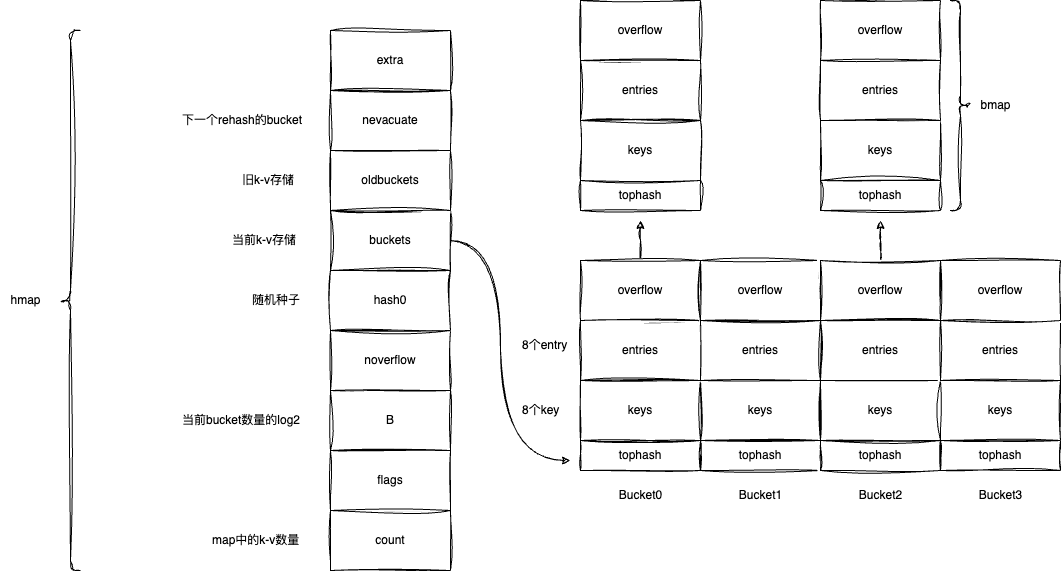 hmap
extra
下一个rehash的bucket
nevacuate
旧k-v存储
oldbuckets
当前k-v存储
buckets
随机种子
hash0
noverflow
当前bucket数量的log2
B
flags
map中的k-v数量
count
overflow
entries
keys
tophash
overflow
entries
keys
tophash
bmap
overflow overflow overflow overflow
8个entry
entries entries entries entries
8个key
keys keys keys keys
tophash tophash tophash tophash
Bucket0 Bucket1 Bucket2 Bucket3